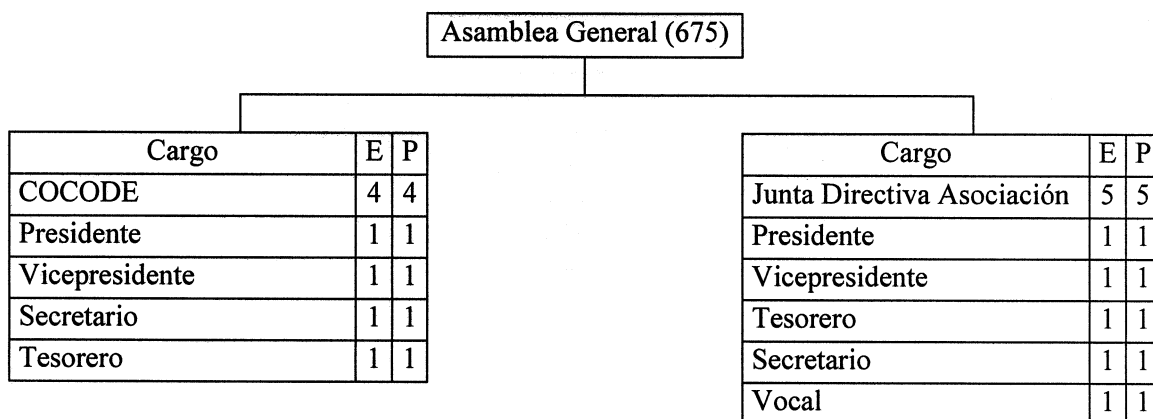 Asamblea General (675)
Cargo E P
COCODE 4 4
Presidente 1 1
Vicepresidente 1 1
Secretario 1 1
Tesorero 1 1
Cargo E P
Junta Directiva Asociación 5 5
Presidente 1 1
Vicepresidente 1 1
Tesorero 1 1
Secretario 1 1
Vocal 1 1